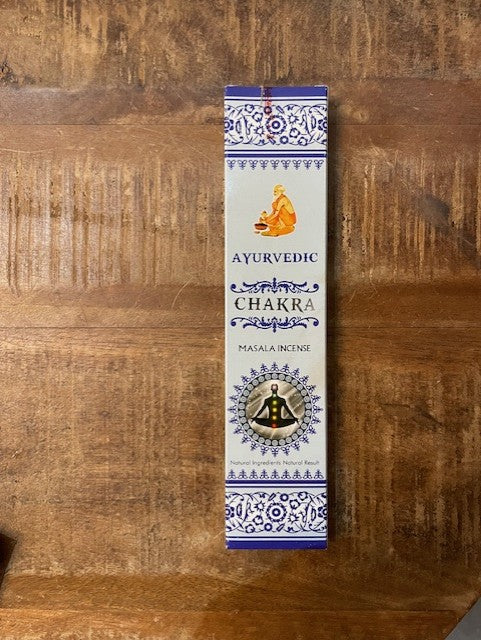 AYURVEDIC
CHAKRA
MASALA INCENSE
Natural Ingredients Natural Result